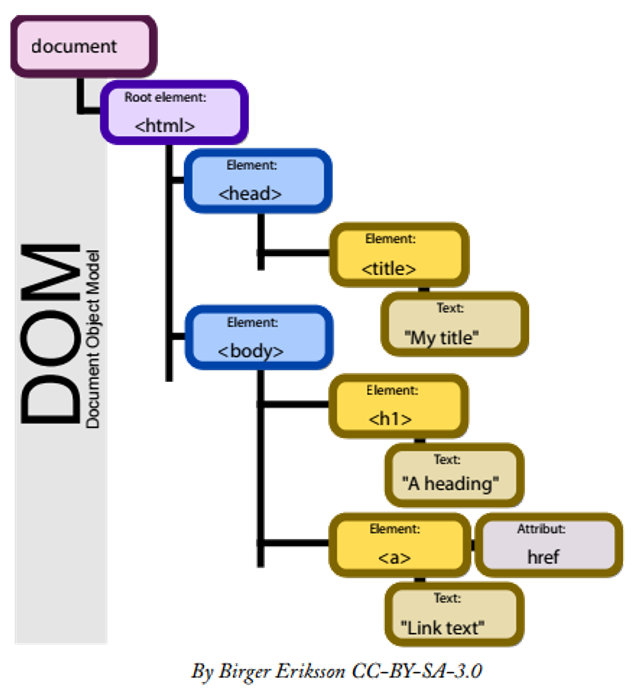 document
Root element:
<html>
Element:
<head>
Element:
<title>
Text:
"My title"
Element:
<body>
Element:
<h1>
Text:
"A heading"
Element:
<a>
Attribut:
href
Text:
"Link text"
DOM
Document Object Model
By Birger Eriksson CC-BY-SA-3.0